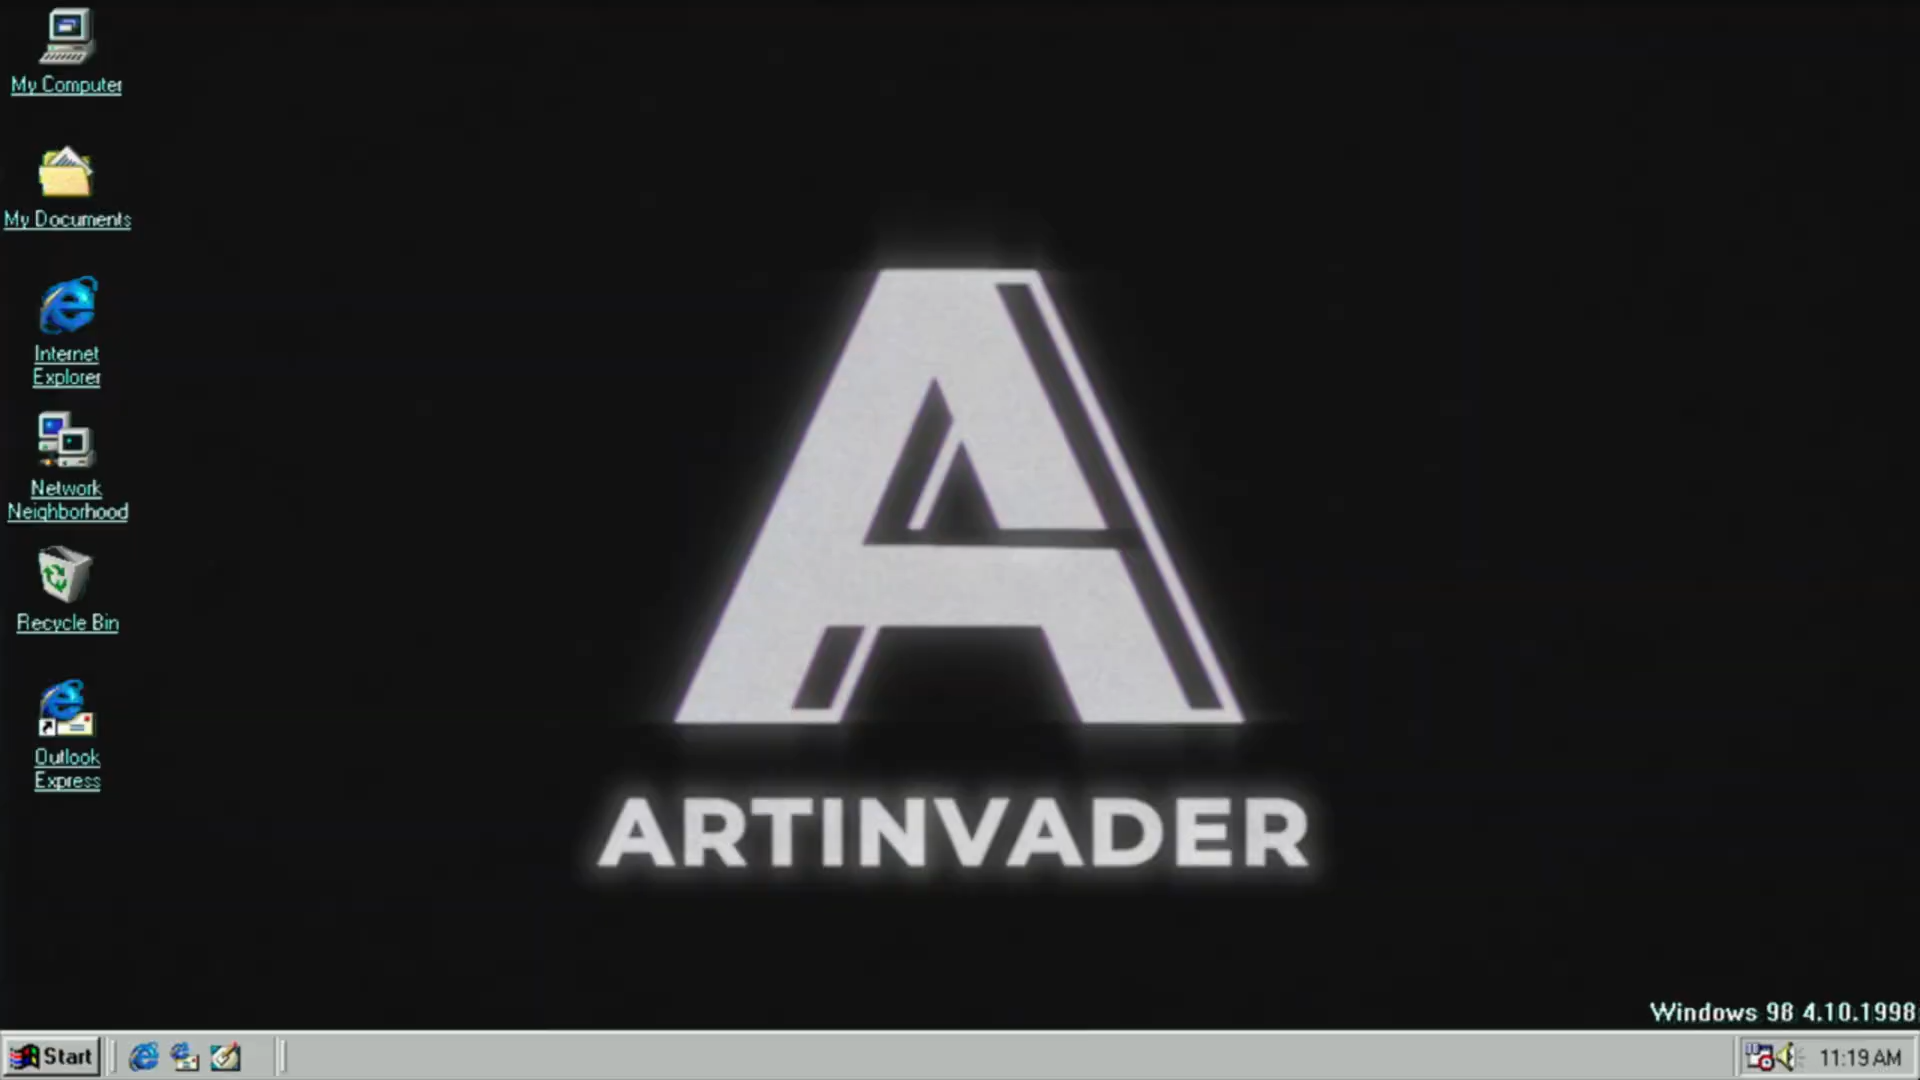 My Computer
My Documents
Internet
Explorer
Network
Neighborhood
Recycle Bin
Outlook
Express
ARTINVADER
Windows 98 4.10.1998
Start
11:19 AM